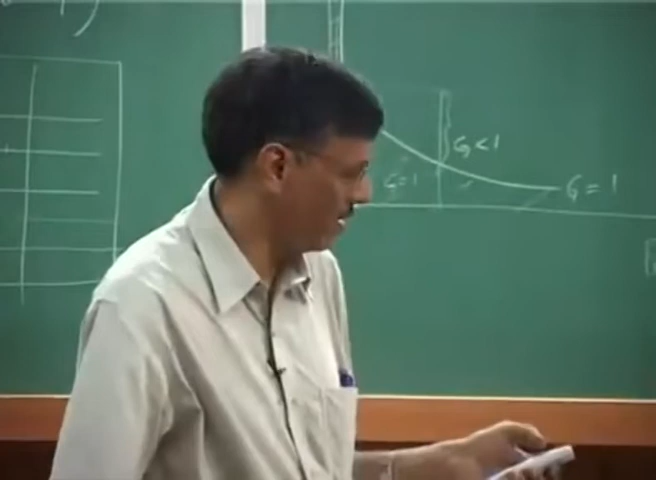 G < 1
G = 1
G = 1